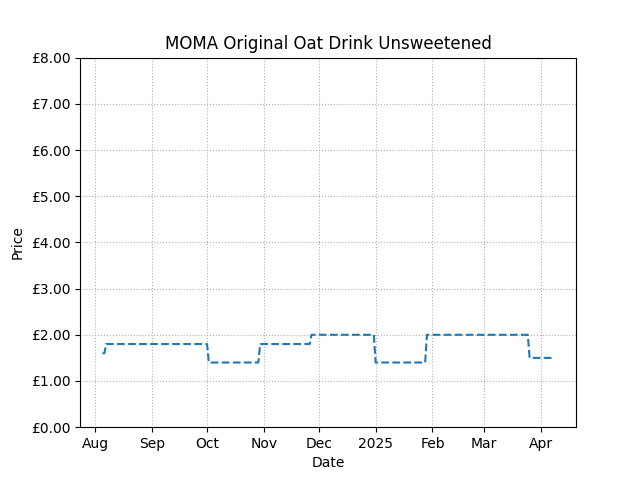 MOMA Original Oat Drink Unsweetened
£8.00
£7.00
£6.00
£5.00
£4.00
£3.00
£2.00
£1.00
£0.00
Price
Aug Sep Oct Nov Dec 2025 Feb Mar Apr
Date